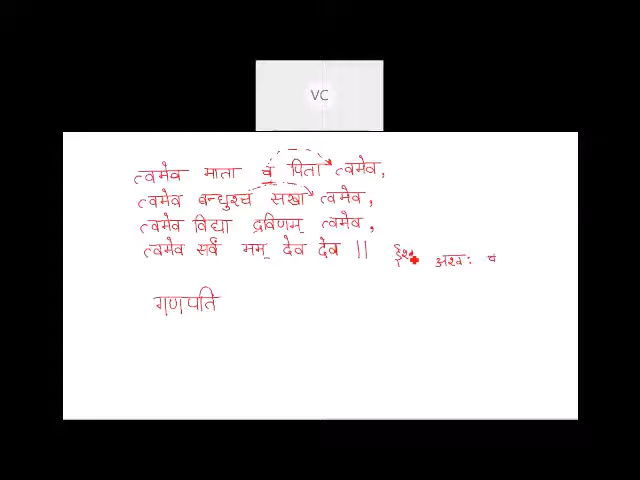 VC
त्वमेव माता च पिता त्वमेव,
त्वमेव बन्धुश्च सखा त्वमेव,
त्वमेव विद्या द्रविणम् त्वमेव,
त्वमेव सर्वं मम् देव देव ||
च
गणपति